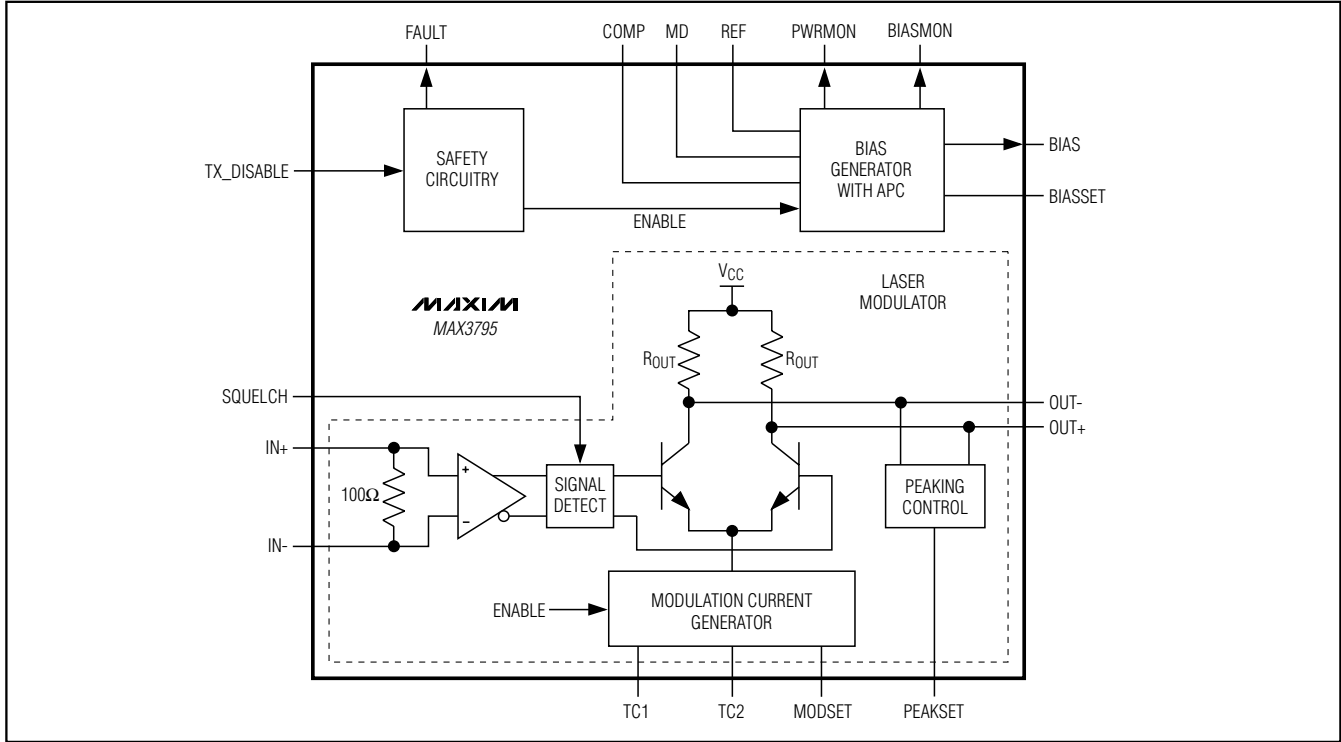 FAULT
COMP
MD
REF
PWRMON
BIASMON
SAFETY
CIRCUITRY
BIAS
GENERATOR
WITH APC
TX_DISABLE
BIAS
BIASSET
ENABLE
VCC
LASER
MODULATOR
MAXIM
MAX3795
ROUT
ROUT
SQUELCH
OUT-
OUT+
IN+
100Ω
+
−
SIGNAL
DETECT
PEAKING
CONTROL
IN-
ENABLE
MODULATION CURRENT
GENERATOR
TC1
TC2
MODSET
PEAKSET